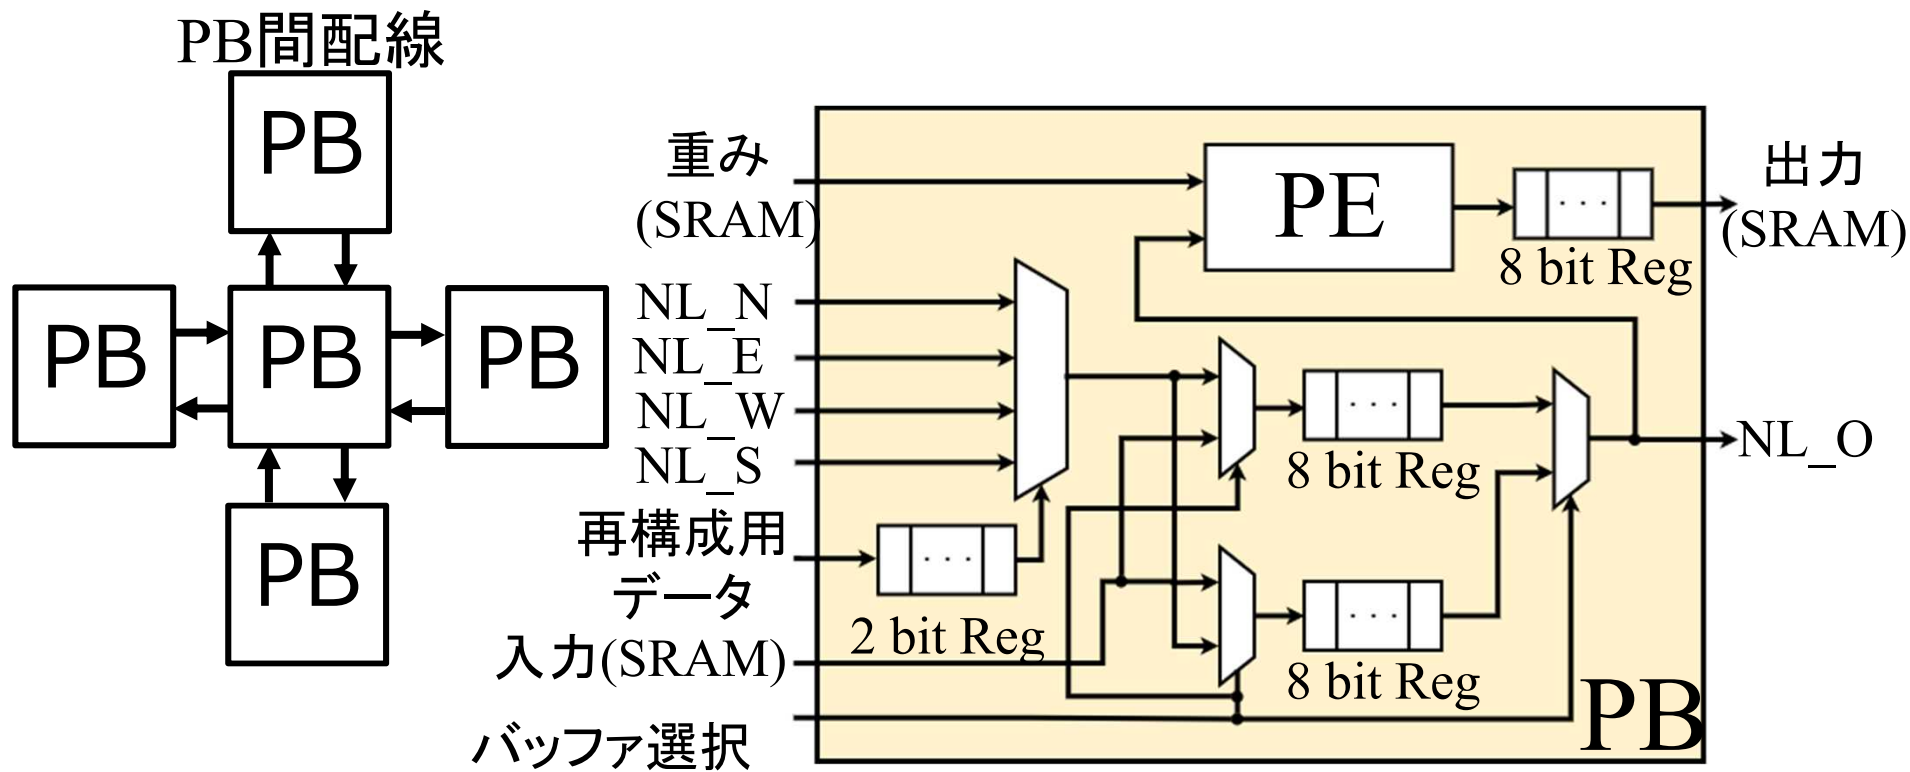 PB間配線
PB
PB
PB
PB
PB
重み
(SRAM)
NL_N
NL_E
NL_W
NL_S
再構成用
データ
入力(SRAM)
バッファ選択
PE
8 bit Reg
8 bit Reg
2 bit Reg
8 bit Reg
PB
出力
(SRAM)
NL_O